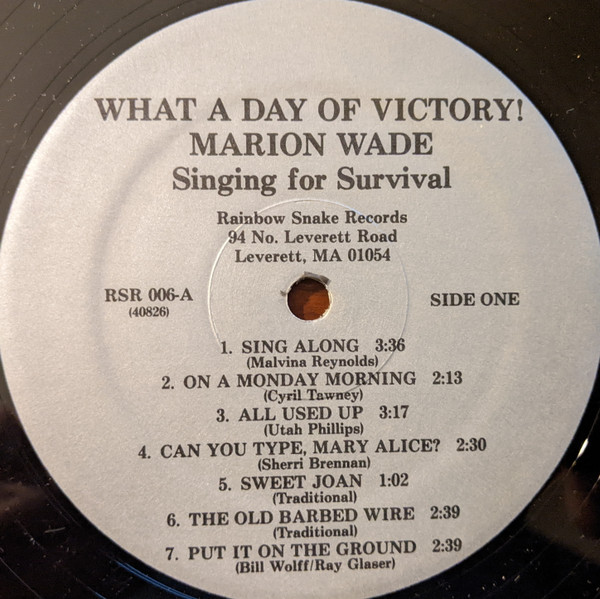 WHAT A DAY OF VICTORY!
MARION WADE
Singing for Survival
Rainbow Snake Records
94 No. Leverett Road
Leverett, MA 01054
RSR 006-A
(40826)
SIDE ONE
1. SING ALONG 3:36
(Malvina Reynolds)
2. ON A MONDAY MORNING 2:13
(Cyril Tawney)
3. ALL USED UP 3:17
(Utah Phillips)
4. CAN YOU TYPE, MARY ALICE? 2:30
(Sherri Brennan)
5. SWEET JOAN 1:02
(Traditional)
6. THE OLD BARBED WIRE 2:39
(Traditional)
7. PUT IT ON THE GROUND 2:39
(Bill Wolff/Ray Glaser)